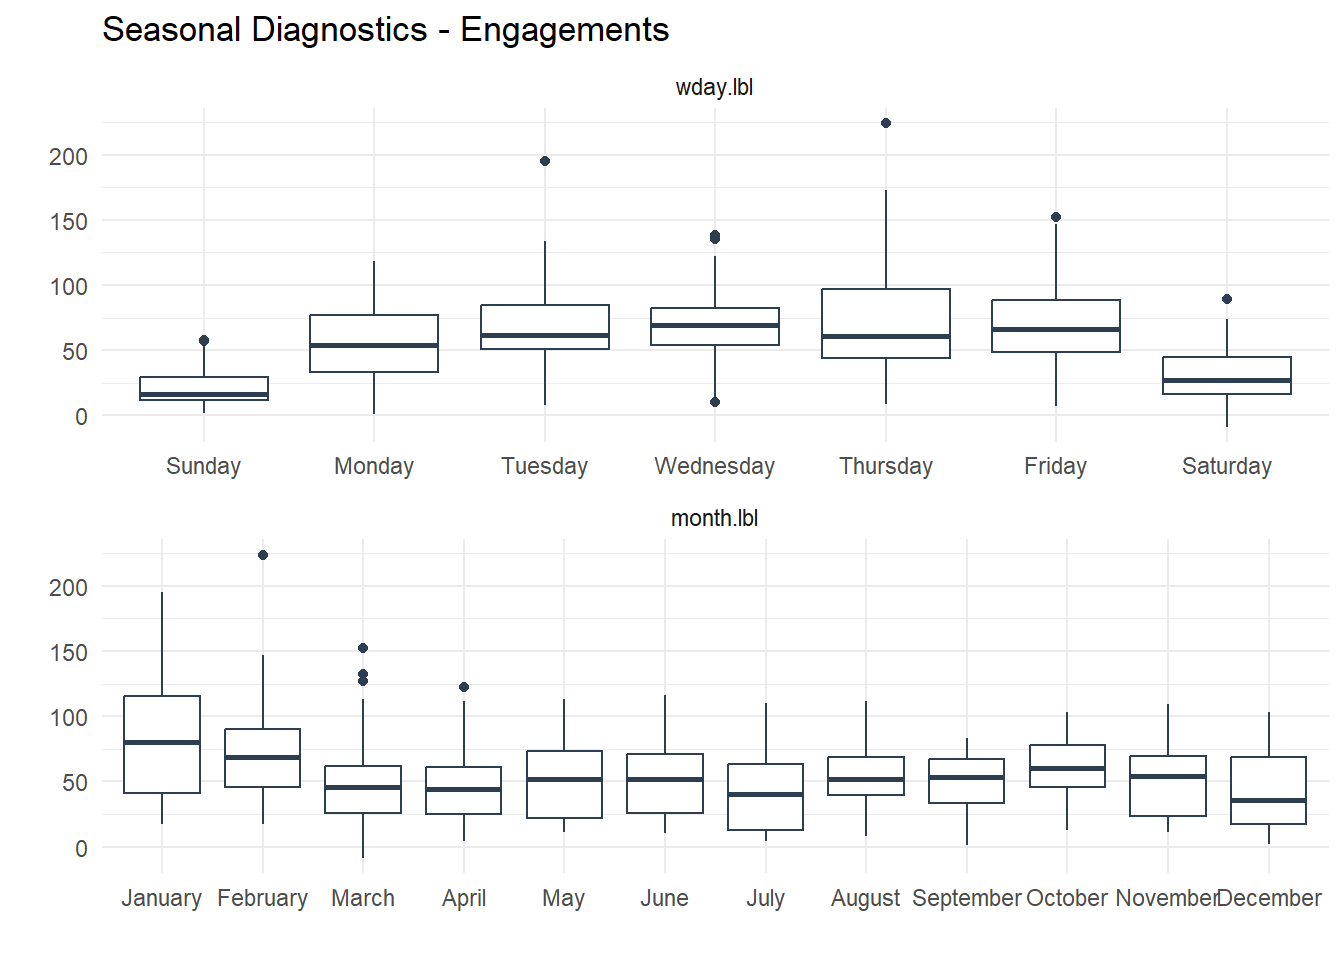 Seasonal Diagnostics - Engagements
wday.lbl
200
150
100
50
0
Sunday Monday Tuesday Wednesday Thursday Friday Saturday
month.lbl
200
150
100
50
0
January February March April May June July August September October November December